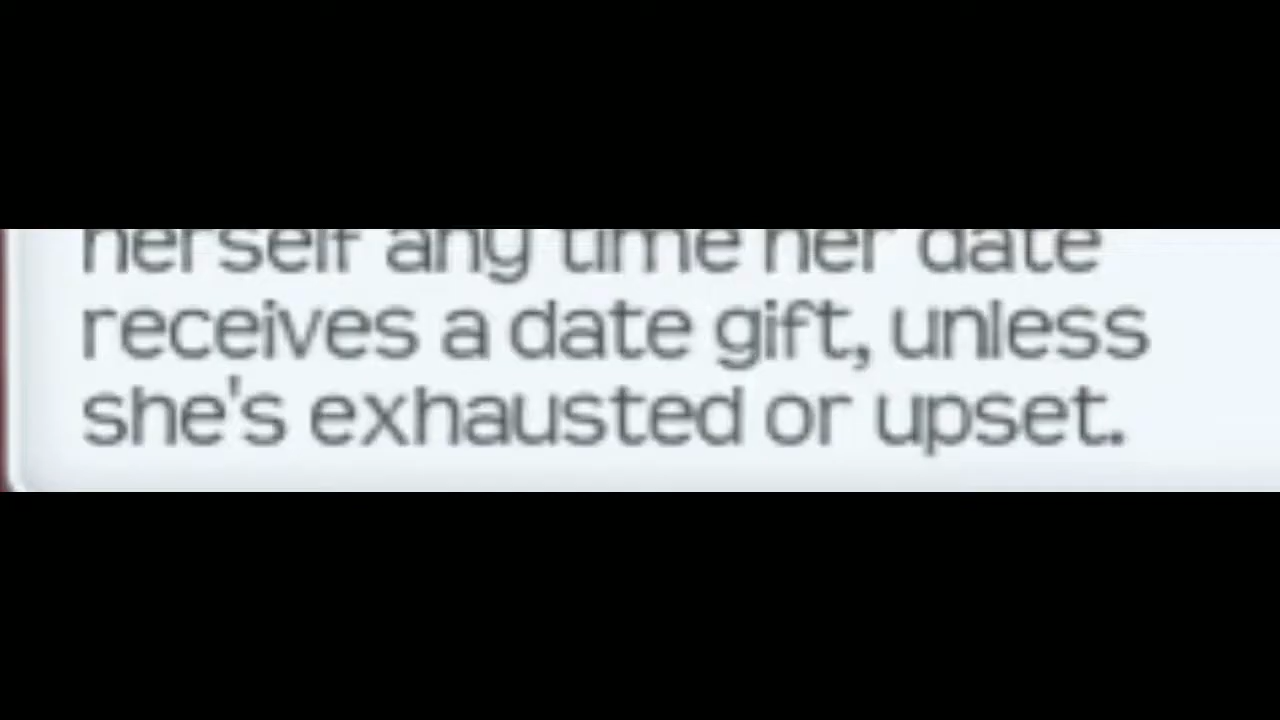 herself any time her date
receives a date gift, unless
she's exhausted or upset.